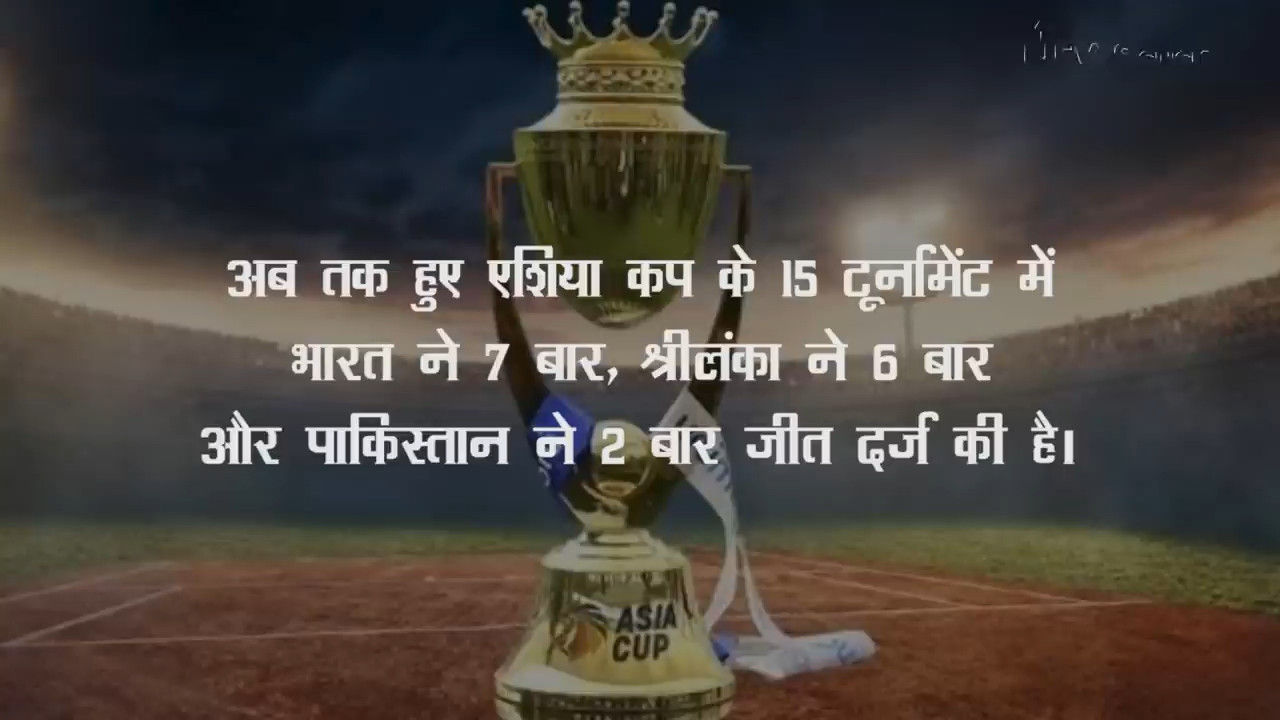 अब तक हुए एशिया कप के 15 टूर्नामेंट में
भारत ने 7 बार, श्रीलंका ने 6 बार
और पाकिस्तान ने 2 बार जीत दर्ज की है।
ASIA
CUP